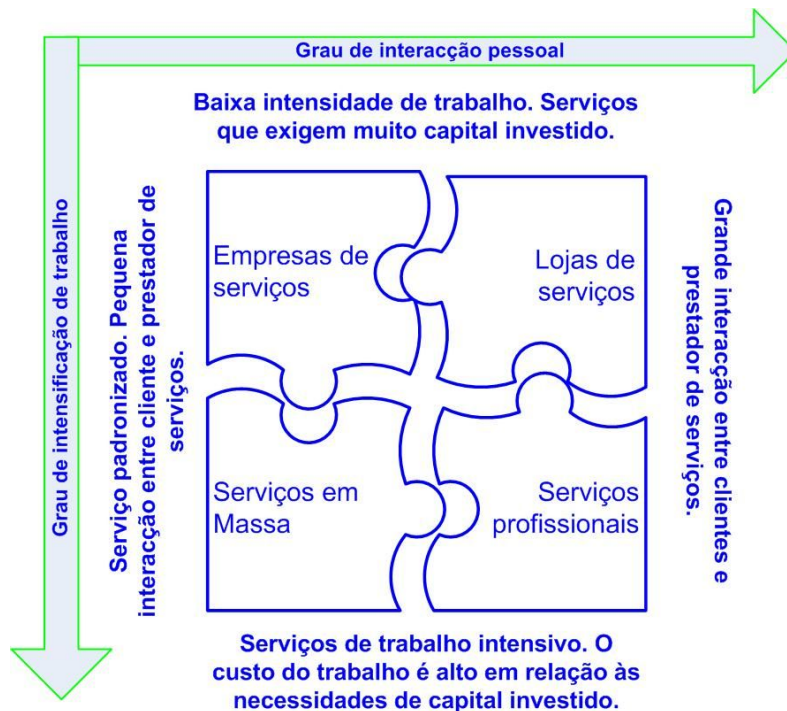 Grau de interacção pessoal
Baixa intensidade de trabalho. Serviços
que exigem muito capital investido.
Grau de intensificação de trabalho
Serviço padronizado. Pequena
interacção entre cliente e prestador de
serviços.
Empresas de
serviços
Lojas de
serviços
Grande interacção entre clientes e
prestador de serviços.
Serviços em
Massa
Serviços
profissionais
Serviços de trabalho intensivo. O
custo do trabalho é alto em relação às
necessidades de capital investido.